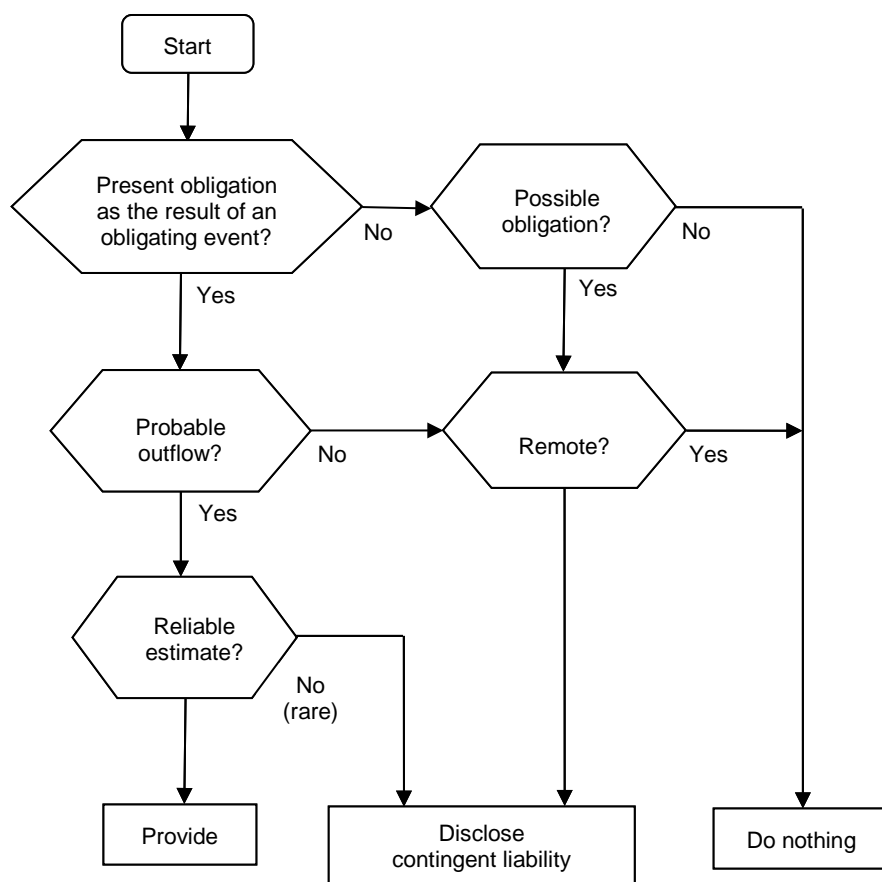 Start
Present obligation
as the result of an
obligating event?
No
Possible
obligation?
No
Yes
Yes
Probable
outflow?
No
Remote?
Yes
Yes
Reliable
estimate?
No
(rare)
Provide
Disclose
contingent liability
Do nothing